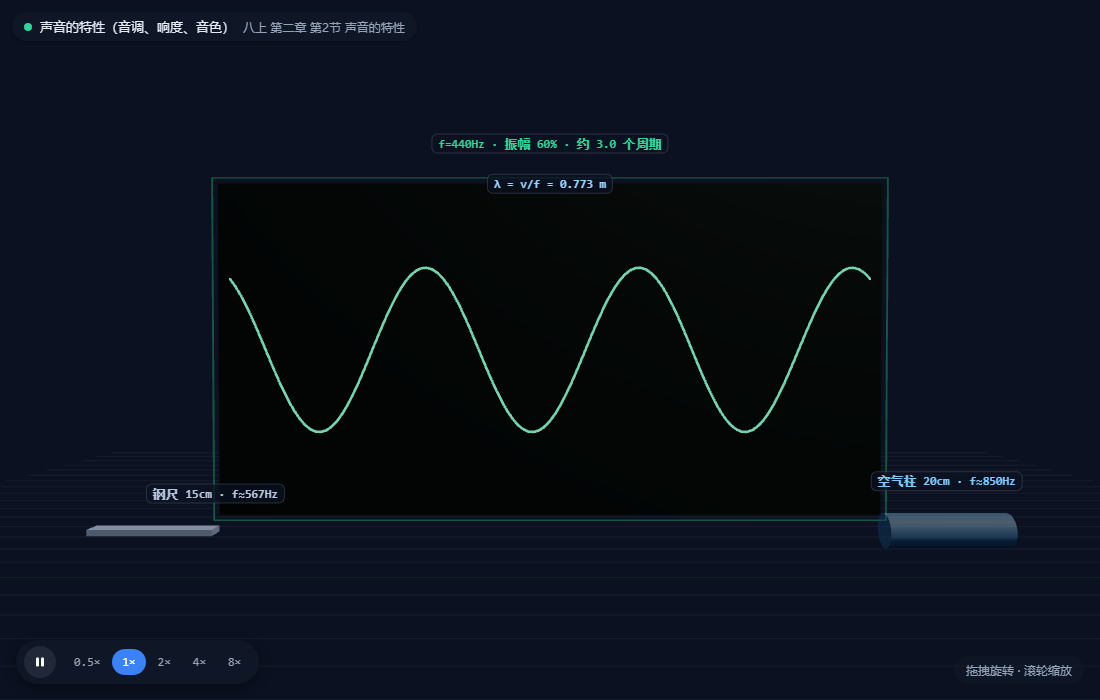 声音的特性（音调、响度、音色） 八上 第二章 第2节 声音的特性
f=440Hz · 振幅 60% · 约 3.0 个周期
λ = v/f = 0.773 m
钢尺 15cm · f≈567Hz
空气柱 20cm · f≈850Hz
0.5× 1× 2× 4× 8×
拖拽旋转 · 滚轮缩放